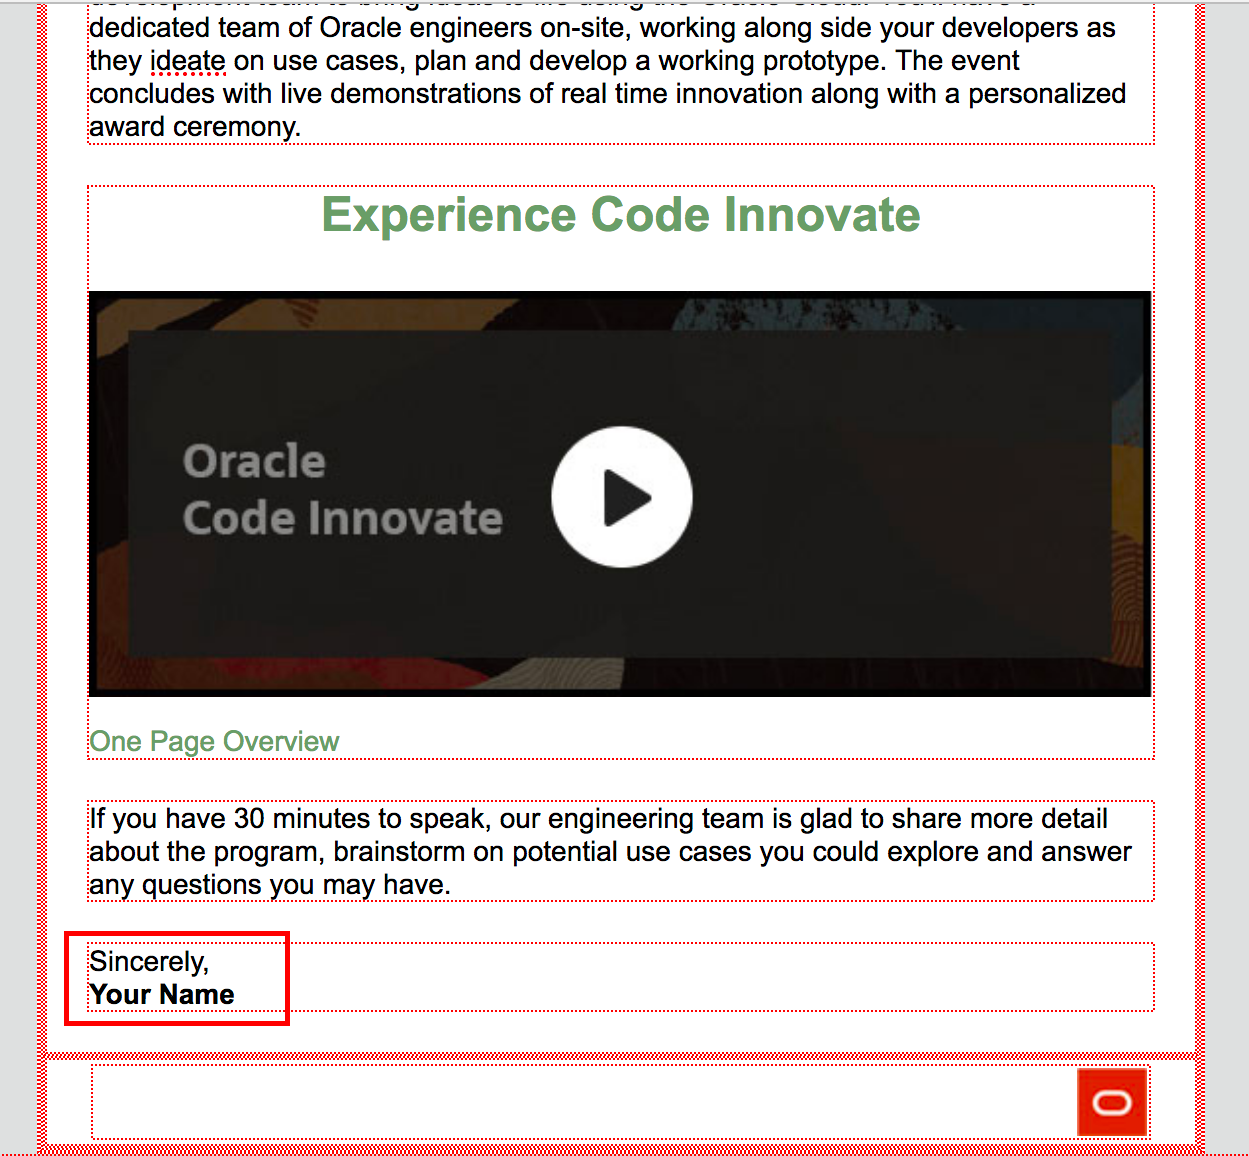 dedicated team of Oracle engineers on-site, working along side your developers as
they ideate on use cases, plan and develop a working prototype. The event
concludes with live demonstrations of real time innovation along with a personalized
award ceremony.
Experience Code Innovate
Oracle
Code Innovate
One Page Overview
If you have 30 minutes to speak, our engineering team is glad to share more detail
about the program, brainstorm on potential use cases you could explore and answer
any questions you may have.
Sincerely,
Your Name